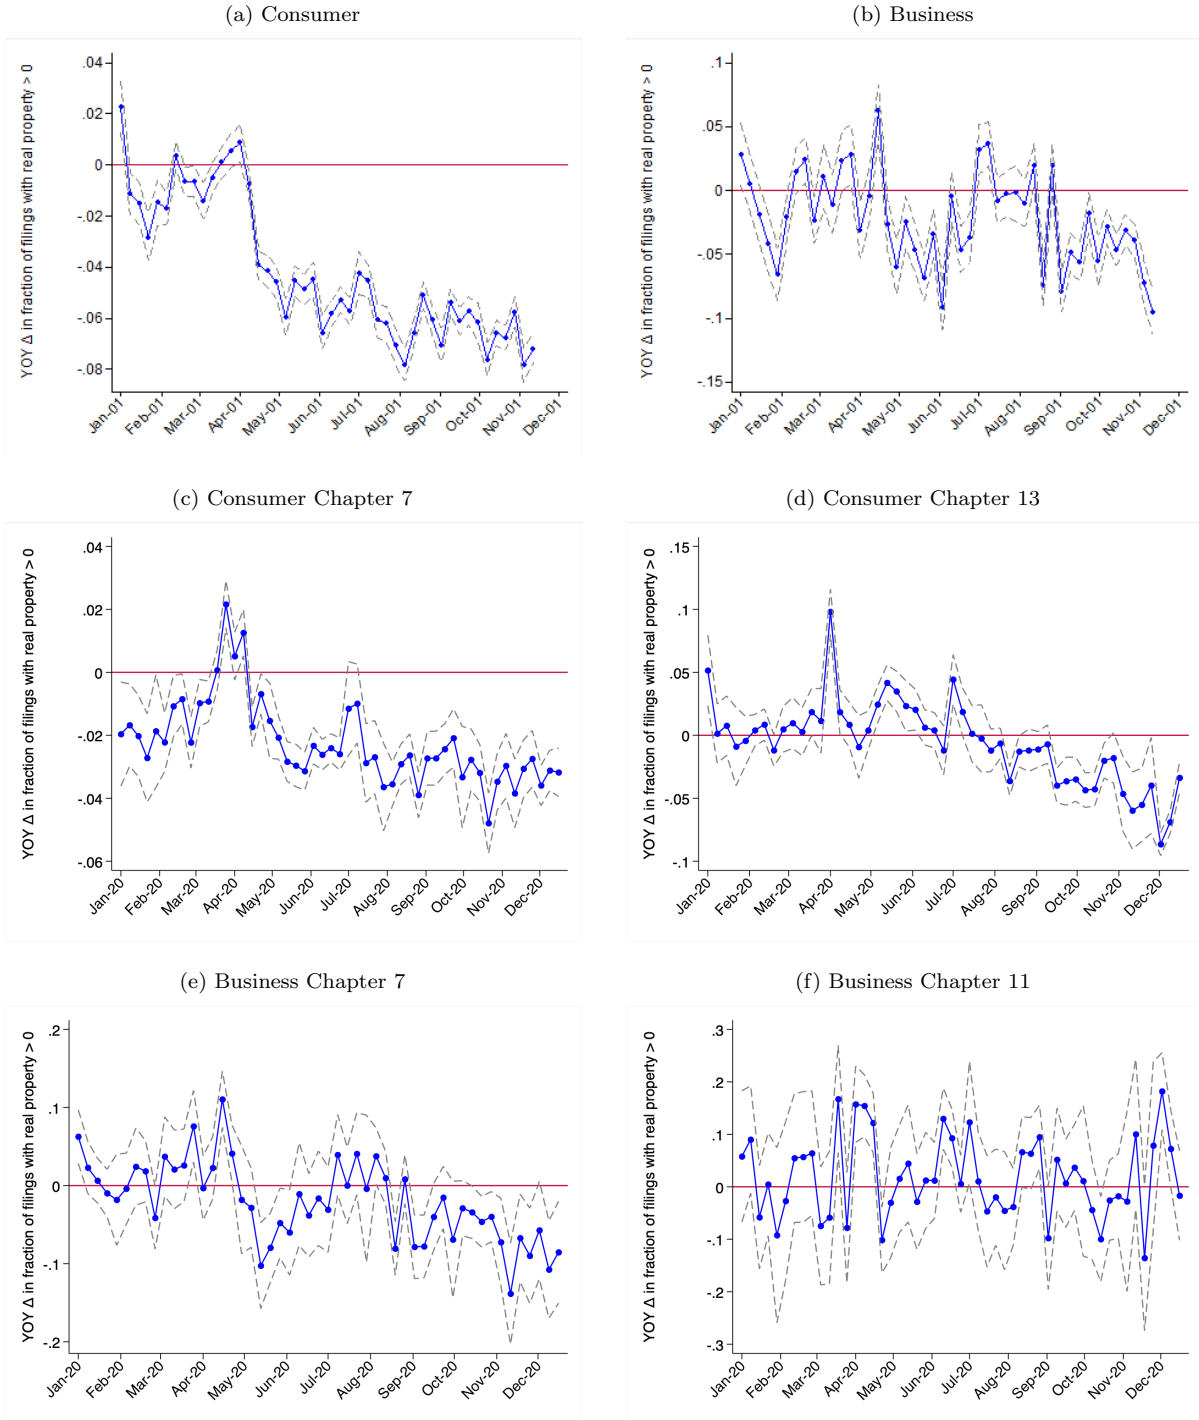 (a) Consumer
YOY Δ in fraction of filings with real property > 0
.04
.02
0
-.02
-.04
-.06
-.08
Jan-01
Feb-01
Mar-01
Apr-01
May-01
Jun-01
Jul-01
Aug-01
Sep-01
Oct-01
Nov-01
Dec-01
(b) Business
YOY Δ in fraction of filings with real property > 0
.1
.05
0
-.05
-.1
-.15
Jan-01
Feb-01
Mar-01
Apr-01
May-01
Jun-01
Jul-01
Aug-01
Sep-01
Oct-01
Nov-01
Dec-01
(c) Consumer Chapter 7
YOY Δ in fraction of filings with real property > 0
.04
.02
0
-.02
-.04
-.06
Jan-20
Feb-20
Mar-20
Apr-20
May-20
Jun-20
Jul-20
Aug-20
Sep-20
Oct-20
Nov-20
Dec-20
(d) Consumer Chapter 13
YOY Δ in fraction of filings with real property > 0
.15
.1
.05
0
-.05
-.1
Jan-20
Feb-20
Mar-20
Apr-20
May-20
Jun-20
Jul-20
Aug-20
Sep-20
Oct-20
Nov-20
Dec-20
(e) Business Chapter 7
YOY Δ in fraction of filings with real property > 0
.2
.1
0
-.1
-.2
Jan-20
Feb-20
Mar-20
Apr-20
May-20
Jun-20
Jul-20
Aug-20
Sep-20
Oct-20
Nov-20
Dec-20
(f) Business Chapter 11
YOY Δ in fraction of filings with real property > 0
.3
.2
.1
0
-.1
-.2
-.3
Jan-20
Feb-20
Mar-20
Apr-20
May-20
Jun-20
Jul-20
Aug-20
Sep-20
Oct-20
Nov-20
Dec-20